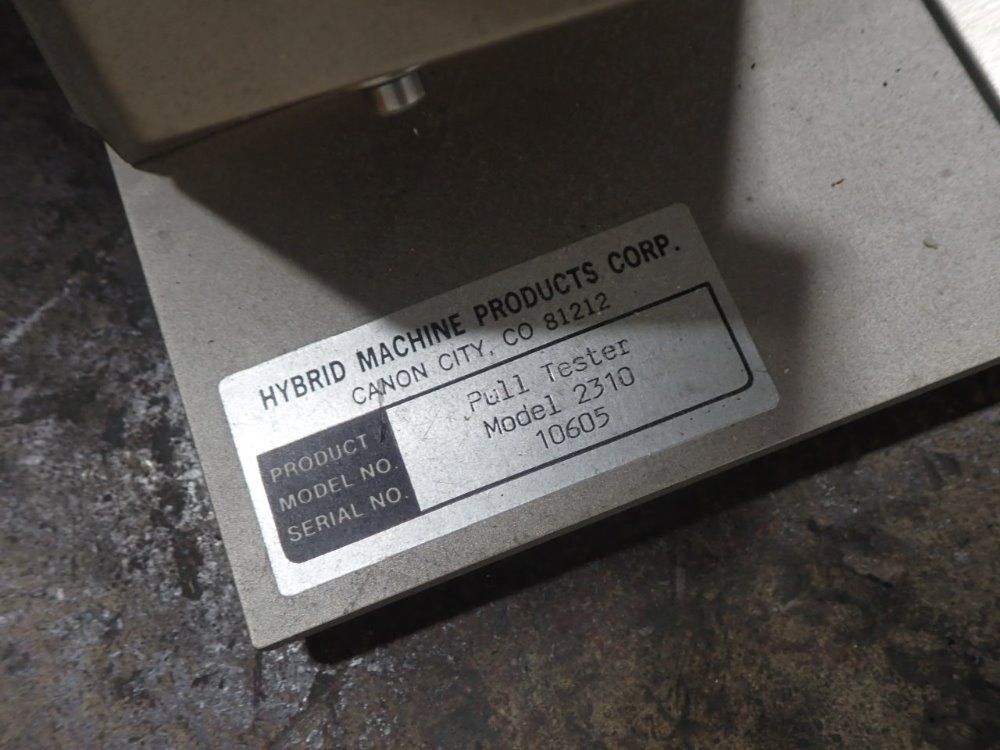 HYBRID MACHINE PRODUCTS CORP.
CANON CITY, CO 81212
PRODUCT Pull Tester
MODEL NO. Model 2310
SERIAL NO. 10605